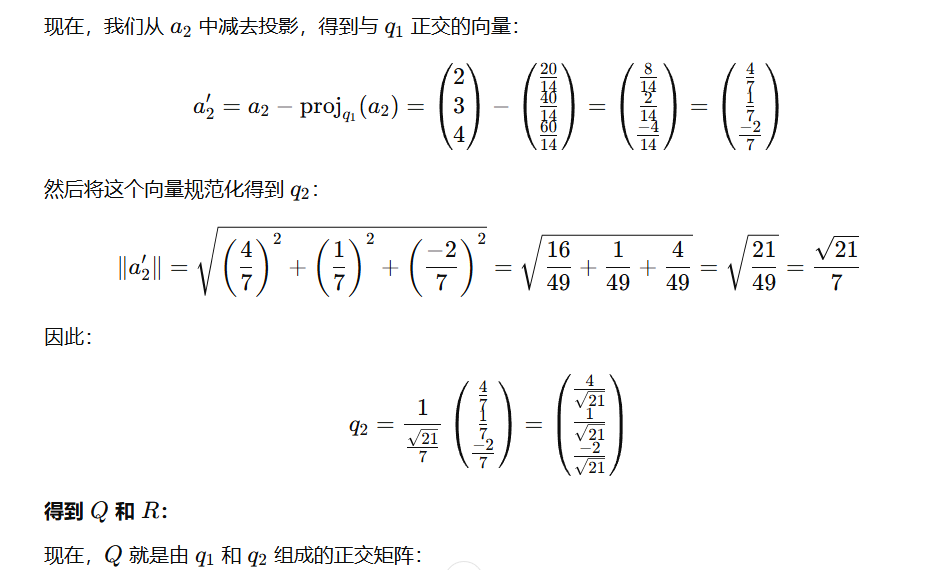 现在，我们从 $a_2$ 中减去投影，得到与 $q_1$ 正交的向量：
$a_2' = a_2 - \text{proj}_{q_1}(a_2) = \begin{pmatrix} 2 \\ 3 \\ 4 \end{pmatrix} - \begin{pmatrix} \frac{20}{14} \\ \frac{40}{14} \\ \frac{60}{14} \end{pmatrix} = \begin{pmatrix} \frac{8}{14} \\ \frac{2}{14} \\ \frac{-4}{14} \end{pmatrix} = \begin{pmatrix} \frac{4}{7} \\ \frac{1}{7} \\ \frac{-2}{7} \end{pmatrix}$
然后将这个向量规范化得到 $q_2$：
$\|a_2'\| = \sqrt{\left(\frac{4}{7}\right)^2 + \left(\frac{1}{7}\right)^2 + \left(\frac{-2}{7}\right)^2} = \sqrt{\frac{16}{49} + \frac{1}{49} + \frac{4}{49}} = \sqrt{\frac{21}{49}} = \frac{\sqrt{21}}{7}$
因此：
$q_2 = \frac{1}{\frac{\sqrt{21}}{7}} \begin{pmatrix} \frac{4}{7} \\ \frac{1}{7} \\ \frac{-2}{7} \end{pmatrix} = \begin{pmatrix} \frac{4}{\sqrt{21}} \\ \frac{1}{\sqrt{21}} \\ \frac{-2}{\sqrt{21}} \end{pmatrix}$
得到 $Q$ 和 $R$：
现在，$Q$ 就是由 $q_1$ 和 $q_2$ 组成的正交矩阵：